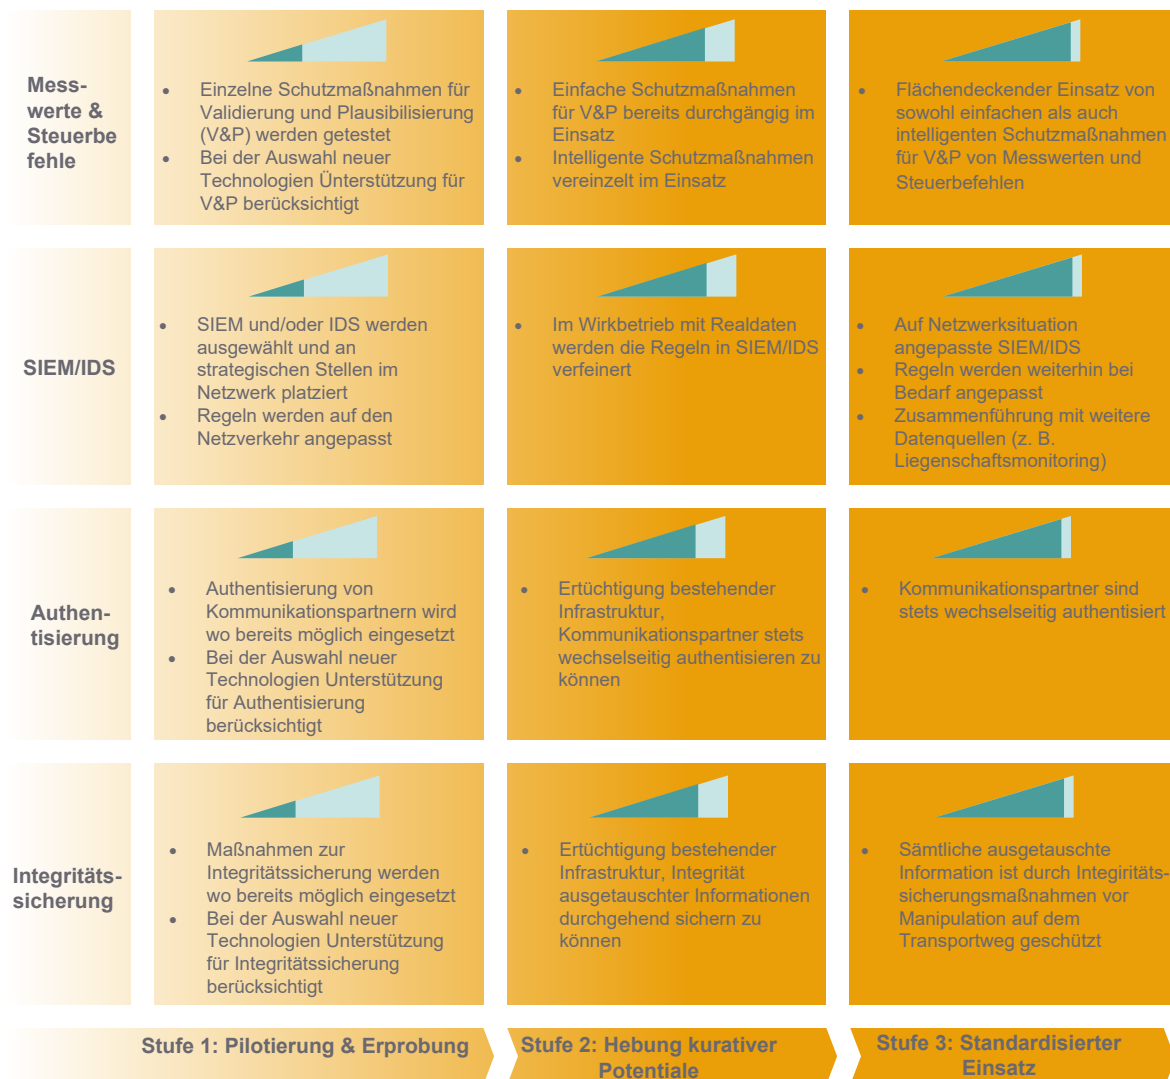 Mess-
werte &
Steuerbe
fehle
• Einzelne Schutzmaßnahmen für
Validierung und Plausibilisierung
(V&P) werden getestet
• Bei der Auswahl neuer
Technologien Ünterstützung für
V&P berücksichtigt
• Einfache Schutzmaßnahmen
für V&P bereits durchgängig im
Einsatz
• Intelligente Schutzmaßnahmen
vereinzelt im Einsatz
• Flächendeckender Einsatz von
sowohl einfachen als auch
intelligenten Schutzmaßnahmen
für V&P von Messwerten und
Steuerbefehlen
SIEM/IDS
• SIEM und/oder IDS werden
ausgewählt und an
strategischen Stellen im
Netzwerk platziert
• Regeln werden auf den
Netzverkehr angepasst
• Im Wirkbetrieb mit Realdaten
werden die Regeln in SIEM/IDS
verfeinert
• Auf Netzwerksituation
angepasste SIEM/IDS
• Regeln werden weiterhin bei
Bedarf angepasst
• Zusammenführung mit weitere
Datenquellen (z. B.
Liegenschaftsmonitoring)
Authen-
tisierung
• Authentisierung von
Kommunikationspartnern wird
wo bereits möglich eingesetzt
• Bei der Auswahl neuer
Technologien Unterstützung
für Authentisierung
berücksichtigt
• Ertüchtigung bestehender
Infrastruktur,
Kommunikationspartner stets
wechselseitig authentisieren zu
können
• Kommunikationspartner sind
stets wechselseitig authentisiert
Integritäts-
sicherung
• Maßnahmen zur
Integritätssicherung werden
wo bereits möglich eingesetzt
• Bei der Auswahl neuer
Technologien Unterstützung
für Integritätssicherung
berücksichtigt
• Ertüchtigung bestehender
Infrastruktur, Integrität
ausgetauschter Informationen
durchgehend sichern zu
können
• Sämtliche ausgetauschte
Information ist durch Integiritäts-
sicherungsmaßnahmen vor
Manipulation auf dem
Transportweg geschützt
Stufe 1: Pilotierung & Erprobung
Stufe 2: Hebung kurativer
Potentiale
Stufe 3: Standardisierter
Einsatz